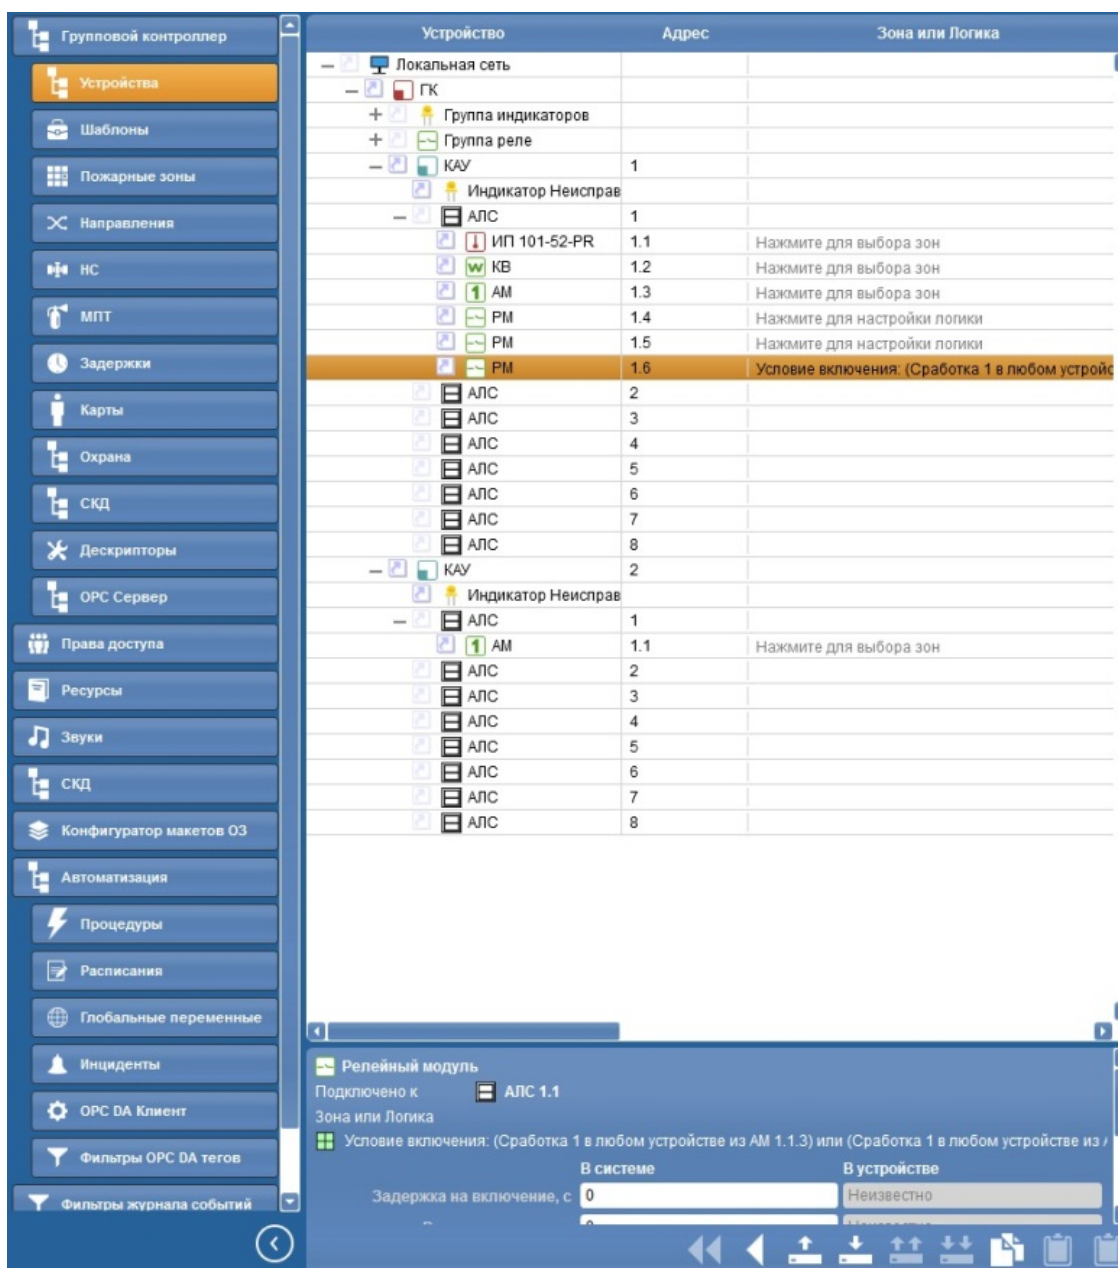 Групповой контроллер
Устройства
Шаблоны
Пожарные зоны
Направления
НС
МПТ
Задержки
Карты
Охрана
СКД
Дескрипторы
ОРС Сервер
Права доступа
Ресурсы
Звуки
СКД
Конфигуратор макетов ОЗ
Автоматизация
Процедуры
Расписания
Глобальные переменные
Инциденты
OPC DA Клиент
Фильтры OPC DA тегов
Фильтры журнала событий
Устройство Адрес Зона или Логика
Локальная сеть
ГК
Группа индикаторов
Группа реле
КАУ 1
Индикатор Неисправ
АЛС 1
ИП 101-52-PR 1.1 Нажмите для выбора зон
КВ 1.2 Нажмите для выбора зон
АМ 1.3 Нажмите для выбора зон
РМ 1.4 Нажмите для настройки логики
РМ 1.5 Нажмите для настройки логики
РМ 1.6 Условие включения: (Сработка 1 в любом устройс
АЛС 2
АЛС 3
АЛС 4
АЛС 5
АЛС 6
АЛС 7
АЛС 8
КАУ 2
Индикатор Неисправ
АЛС 1
АМ 1.1 Нажмите для выбора зон
АЛС 2
АЛС 3
АЛС 4
АЛС 5
АЛС 6
АЛС 7
АЛС 8
Релейный модуль
Подключено к АЛС 1.1
Зона или Логика
Условие включения: (Сработка 1 в любом устройстве из АМ 1.1.3) или (Сработка 1 в любом устройстве из
В системе В устройстве
Задержка на включение, с 0 Неизвестно